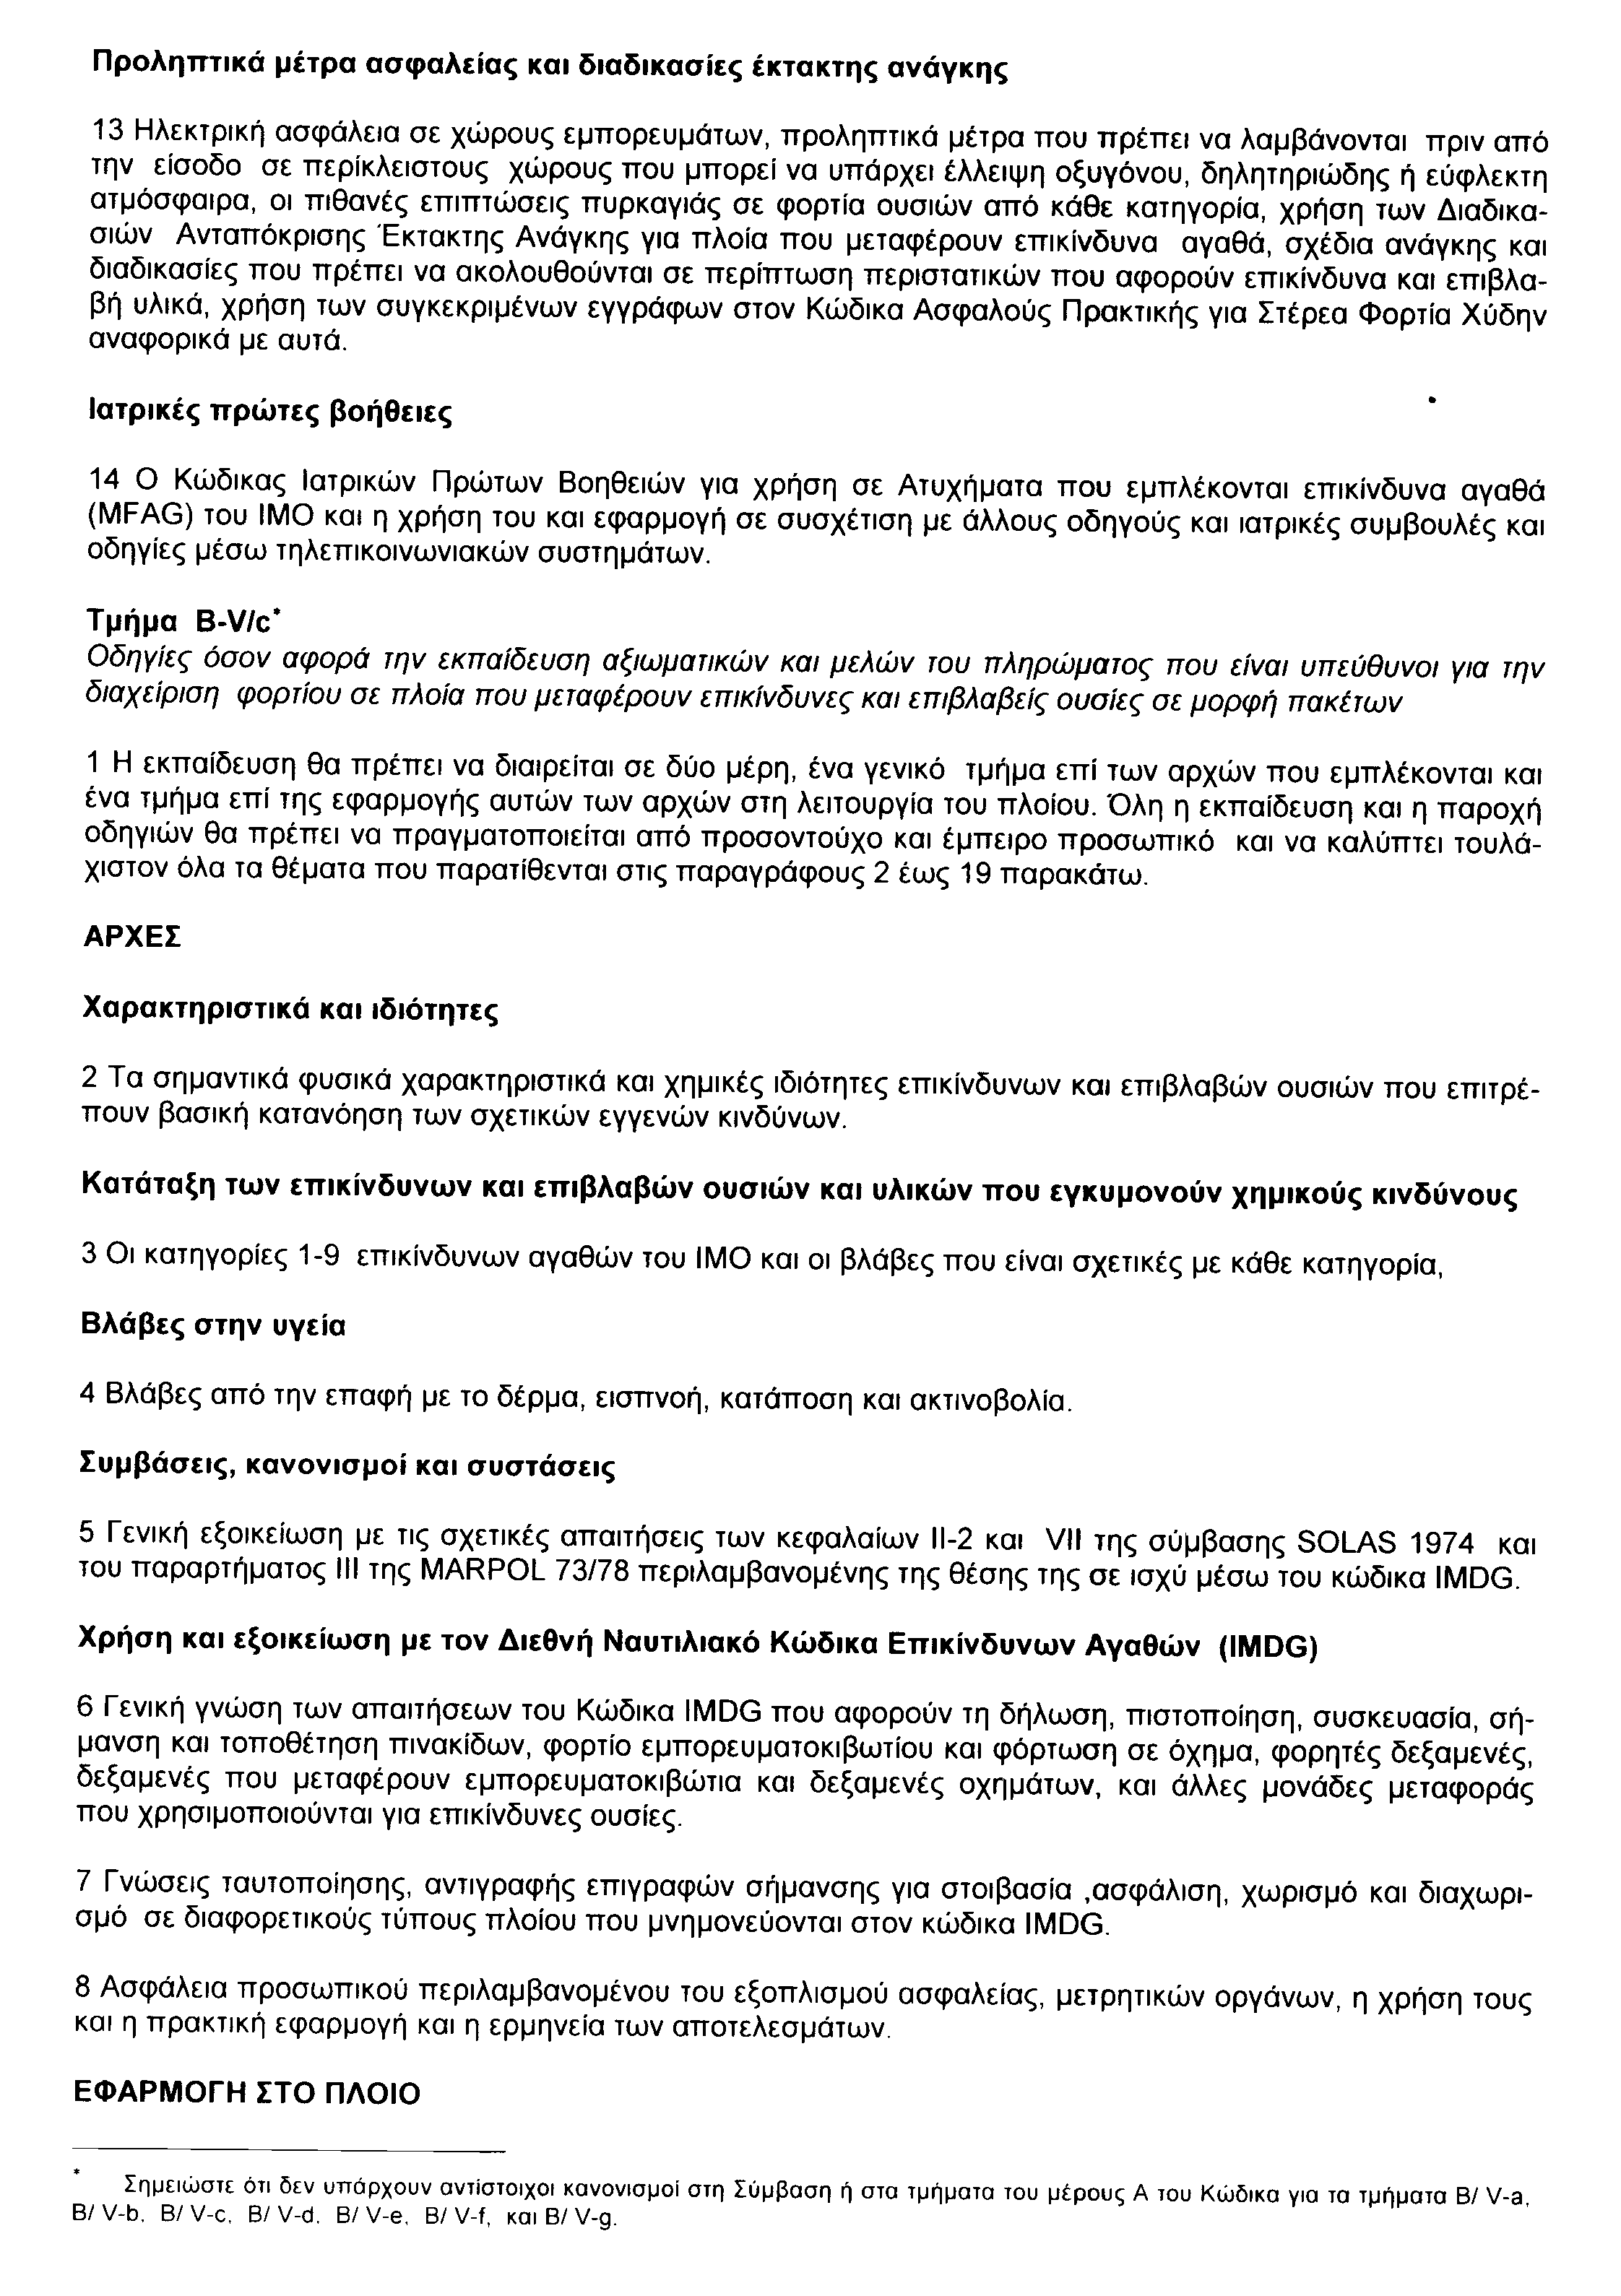 Προληπτικά μέτρα ασφαλείας και διαδικασίες έκτακτης ανάγκης
13 Ηλεκτρική ασφάλεια σε χώρους εμπορευμάτων, προληπτικά μέτρα που πρέπει να λαμβάνονται πριν από
την είσοδο σε περίκλειστους χώρους που μπορεί να υπάρχει έλλειψη οξυγόνου, δηλητηριώδης ή εύφλεκτη
ατμόσφαιρα, οι πιθανές επιπτώσεις πυρκαγιάς σε φορτία ουσιών από κάθε κατηγορία, χρήση των Διαδικα-
σιών Ανταπόκρισης Έκτακτης Ανάγκης για πλοία που μεταφέρουν επικίνδυνα αγαθά, σχέδια ανάγκης και
διαδικασίες που πρέπει να ακολουθούνται σε περίπτωση περιστατικών που αφορούν επικίνδυνα και επιβλα-
βή υλικά, χρήση των συγκεκριμένων εγγράφων στον Κώδικα Ασφαλούς Πρακτικής για Στέρεα Φορτία Χύδην
αναφορικά με αυτά.
Ιατρικές πρώτες βοήθειες
14 Ο Κώδικας Ιατρικών Πρώτων Βοηθειών για χρήση σε Ατυχήματα που εμπλέκονται επικίνδυνα αγαθά
(MFAG) του ΙΜΟ και η χρήση του και εφαρμογή σε συσχέτιση με άλλους οδηγούς και ιατρικές συμβουλές και
οδηγίες μέσω τηλεπικοινωνιακών συστημάτων.
Τμήμα B-V/c*
Οδηγίες όσον αφορά την εκπαίδευση αξιωματικών και μελών του πληρώματος που είναι υπεύθυνοι για την
διαχείριση φορτίου σε πλοία που μεταφέρουν επικίνδυνες και επιβλαβείς ουσίες σε μορφή πακέτων
1 Η εκπαίδευση θα πρέπει να διαιρείται σε δύο μέρη, ένα γενικό τμήμα επί των αρχών που εμπλέκονται και
ένα τμήμα επί της εφαρμογής αυτών των αρχών στη λειτουργία του πλοίου. Όλη η εκπαίδευση και η παροχή
οδηγιών θα πρέπει να πραγματοποιείται από προσοντούχο και έμπειρο προσωπικό και να καλύπτει τουλά-
χιστον όλα τα θέματα που παρατίθενται στις παραγράφους 2 έως 19 παρακάτω.
ΑΡΧΕΣ
Χαρακτηριστικά και ιδιότητες
2 Τα σημαντικά φυσικά χαρακτηριστικά και χημικές ιδιότητες επικίνδυνων και επιβλαβών ουσιών που επιτρέ-
πουν βασική κατανόηση των σχετικών εγγενών κινδύνων.
Κατάταξη των επικίνδυνων και επιβλαβών ουσιών και υλικών που εγκυμονούν χημικούς κινδύνους
3 Οι κατηγορίες 1-9 επικίνδυνων αγαθών του ΙΜΟ και οι βλάβες που είναι σχετικές με κάθε κατηγορία,
Βλάβες στην υγεία
4 Βλάβες από την επαφή με το δέρμα, εισπνοή, κατάποση και ακτινοβολία.
Συμβάσεις, κανονισμοί και συστάσεις
5 Γενική εξοικείωση με τις σχετικές απαιτήσεις των κεφαλαίων II-2 και VII της σύμβασης SOLAS 1974 και
του παραρτήματος III της MARPOL 73/78 περιλαμβανομένης της θέσης της σε ισχύ μέσω του κώδικα IMDG.
Χρήση και εξοικείωση με τον Διεθνή Ναυτιλιακό Κώδικα Επικίνδυνων Αγαθών (IMDG)
6 Γενική γνώση των απαιτήσεων του Κώδικα IMDG που αφορούν τη δήλωση, πιστοποίηση, συσκευασία, σή-
μανση και τοποθέτηση πινακίδων, φορτίο εμπορευματοκιβωτίου και φόρτωση σε όχημα, φορητές δεξαμενές,
δεξαμενές που μεταφέρουν εμπορευματοκιβώτια και δεξαμενές οχημάτων, και άλλες μονάδες μεταφοράς
που χρησιμοποιούνται για επικίνδυνες ουσίες.
7 Γνώσεις ταυτοποίησης, αντιγραφής επιγραφών σήμανσης για στοιβασία ,ασφάλιση, χωρισμό και διαχωρι-
σμό σε διαφορετικούς τύπους πλοίου που μνημονεύονται στον κώδικα IMDG.
8 Ασφάλεια προσωπικού περιλαμβανομένου του εξοπλισμού ασφαλείας, μετρητικών οργάνων, η χρήση τους
και η πρακτική εφαρμογή και η ερμηνεία των αποτελεσμάτων.
ΕΦΑΡΜΟΓΗ ΣΤΟ ΠΛΟΙΟ
* Σημειώστε ότι δεν υπάρχουν αντίστοιχοι κανονισμοί στη Σύμβαση ή στα τμήματα του μέρους Α του Κώδικα για τα τμήματα B/ V-a,
B/ V-b, B/ V-c, B/ V-d, B/ V-e, B/ V-f, και B/ V-g.